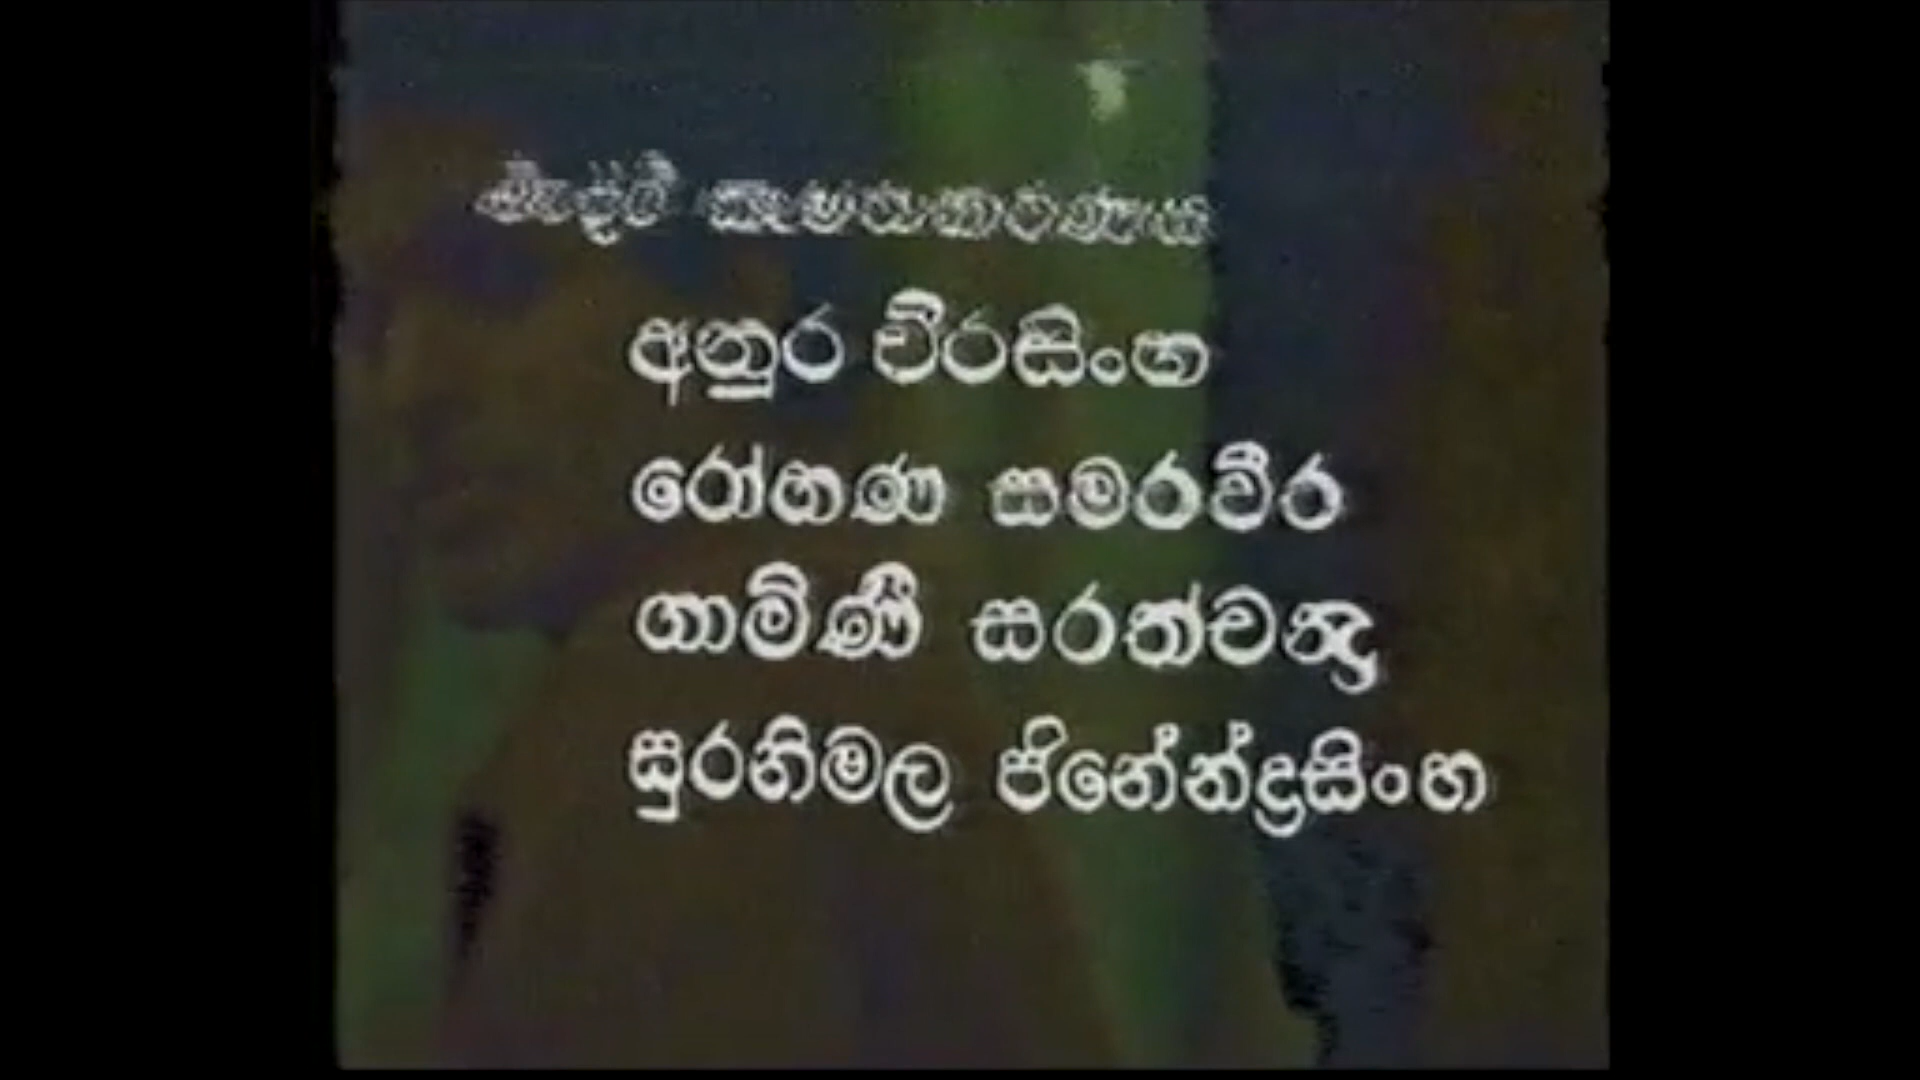 අනුර වීරසිංහ
රෝහණ සමරවීර
ගාමිණී සරත්චන්ද්‍ර
සුරනිමල ජිනේන්ද්‍රසිංහ